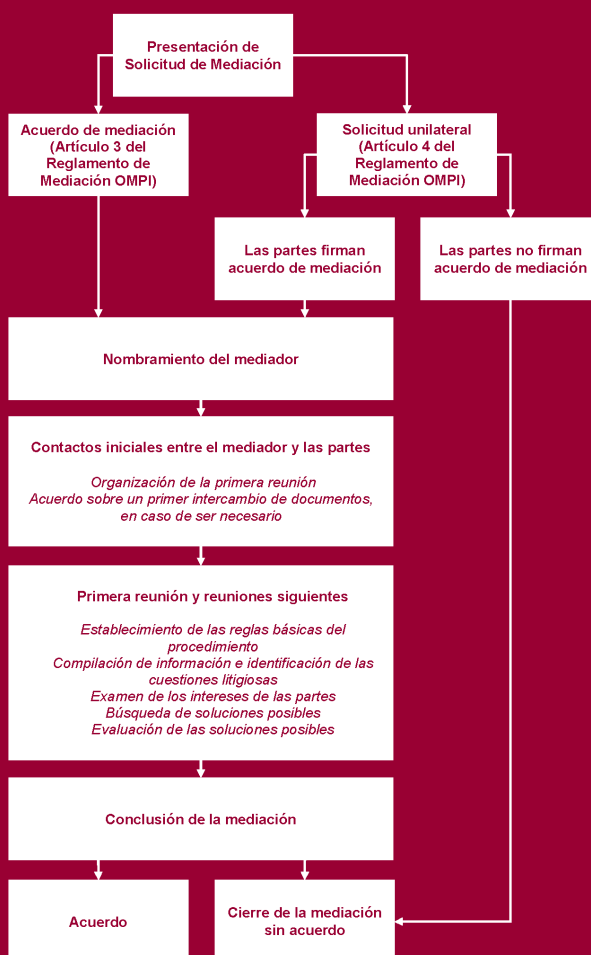 Presentación de
Solicitud de Mediación
Acuerdo de mediación
(Artículo 3 del
Reglamento de
Mediación OMPI)
Solicitud unilateral
(Artículo 4 del
Reglamento de
Mediación OMPI)
Las partes firman
acuerdo de mediación
Las partes no firman
acuerdo de mediación
Nombramiento del mediador
Contactos iniciales entre el mediador y las partes
Organización de la primera reunión
Acuerdo sobre un primer intercambio de documentos,
en caso de ser necesario
Primera reunión y reuniones siguientes
Establecimiento de las reglas básicas del
procedimiento
Compilación de información e identificación de las
cuestiones litigiosas
Examen de los intereses de las partes
Búsqueda de soluciones posibles
Evaluación de las soluciones posibles
Conclusión de la mediación
Acuerdo
Cierre de la mediación
sin acuerdo